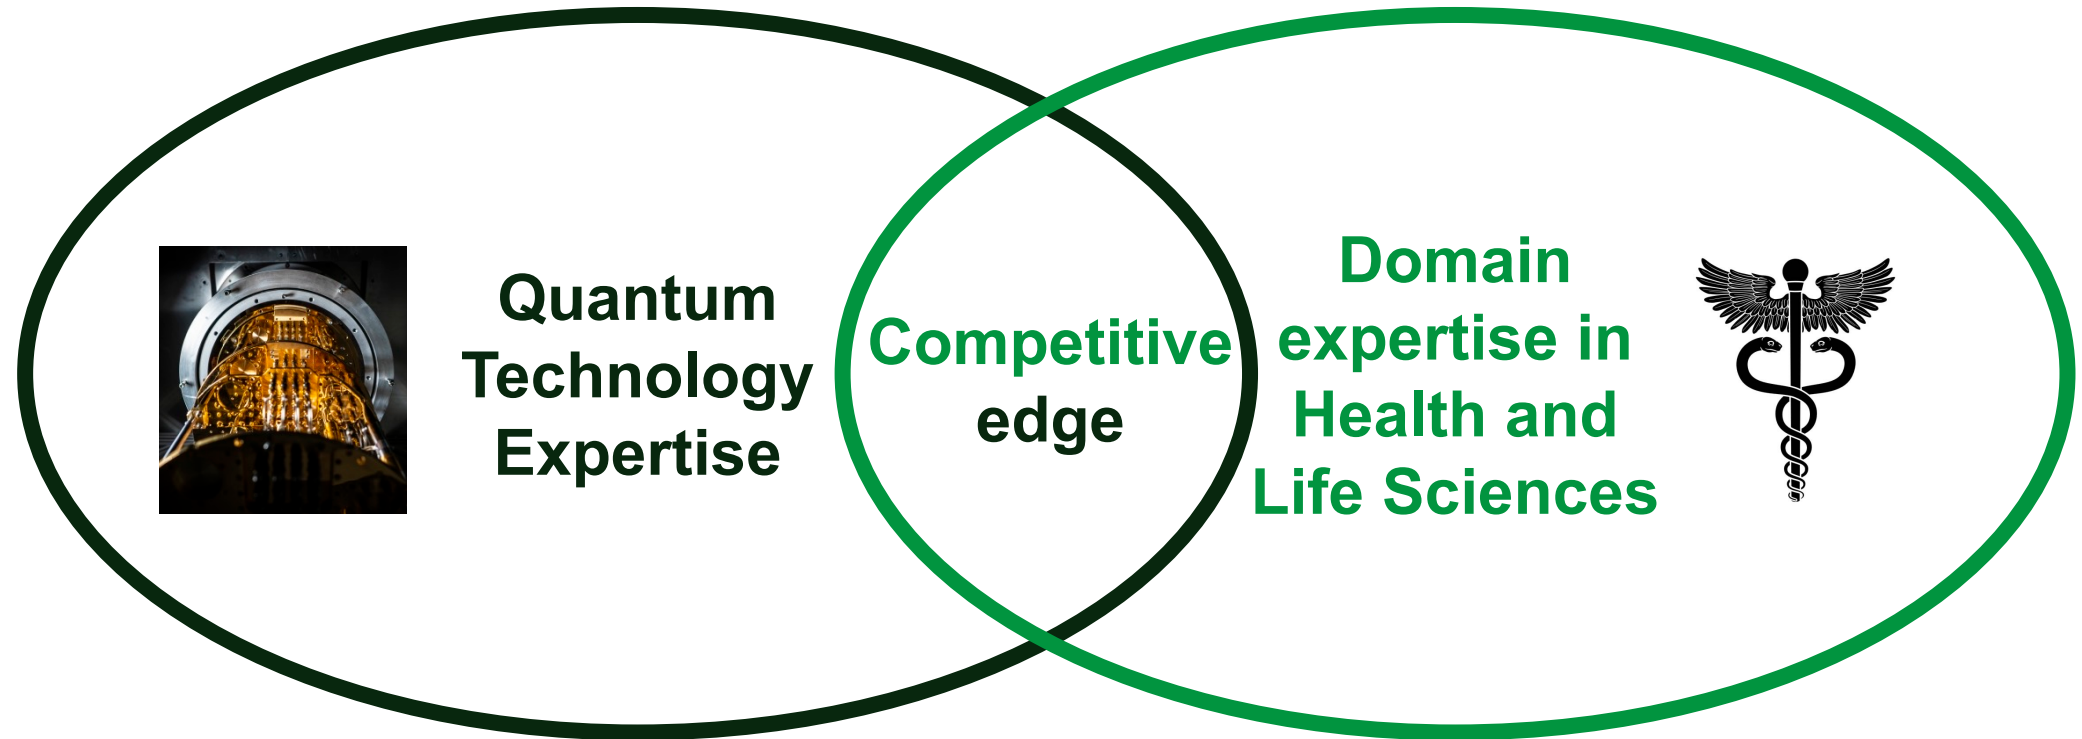 Quantum
Technology
Expertise
Competitive
edge
Domain
expertise in
Health and
Life Sciences